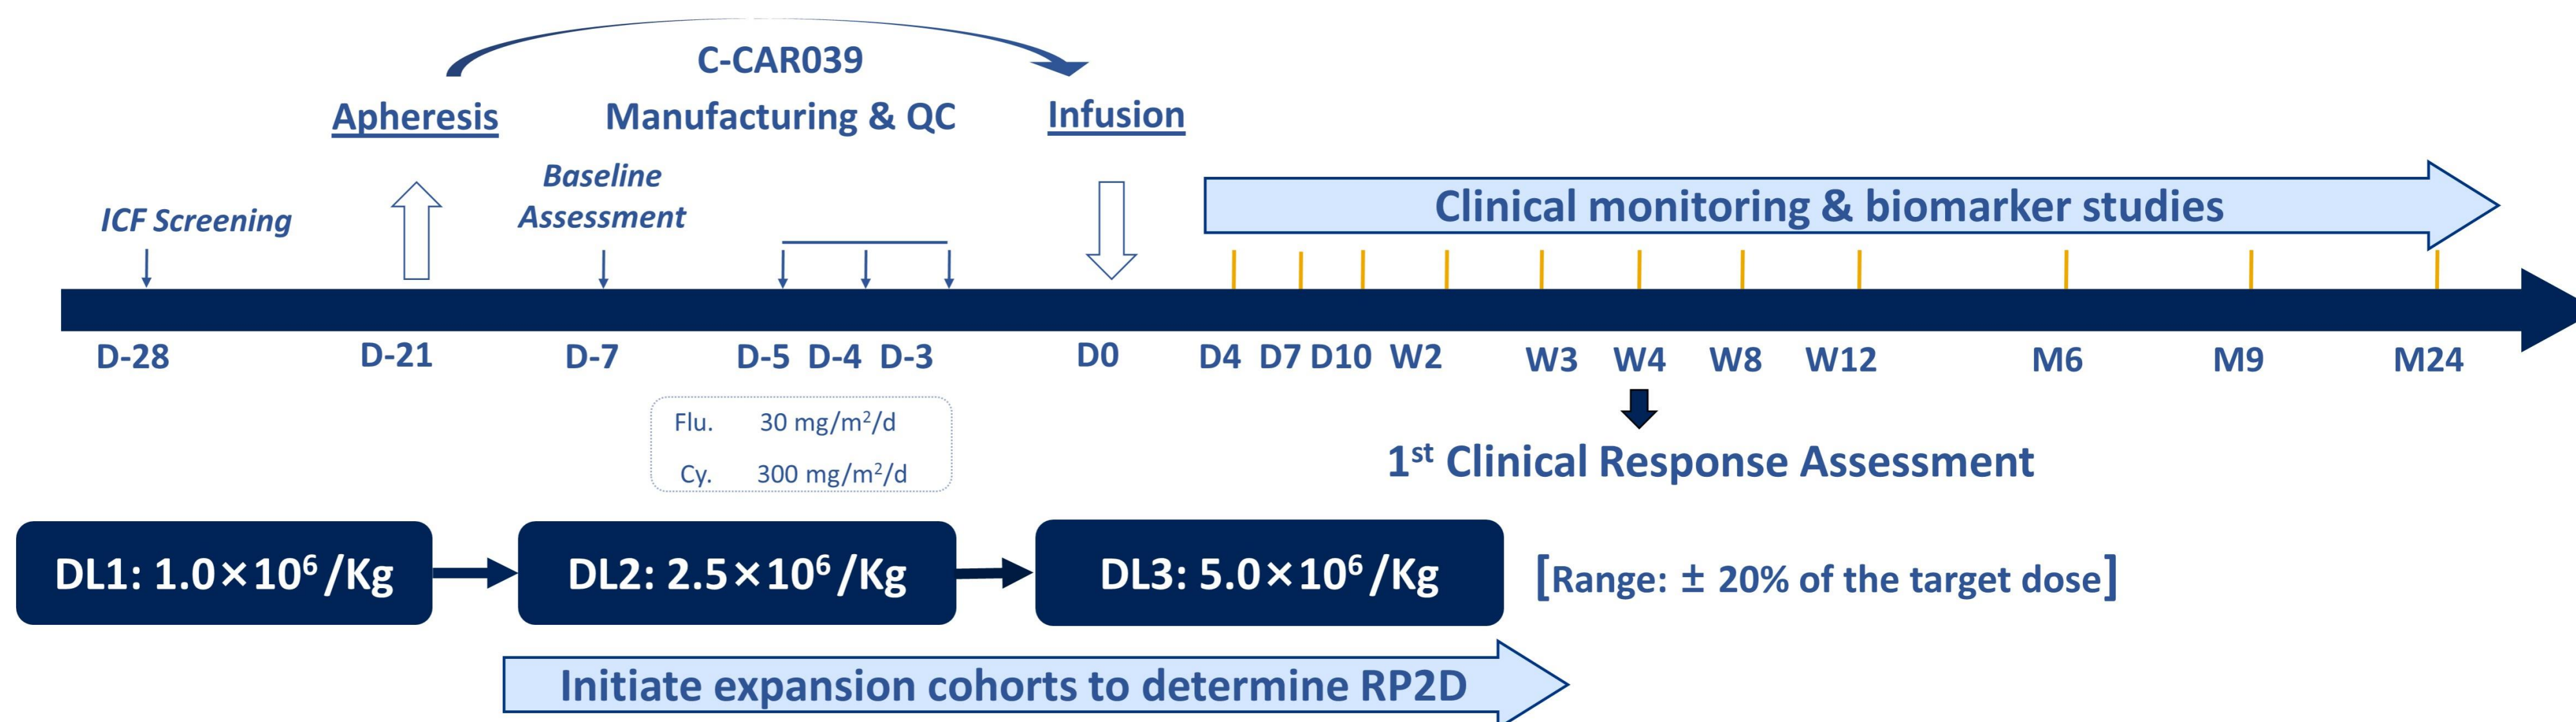 C-CAR039
Apheresis
Manufacturing & QC
Infusion
Baseline
Assessment
ICF Screening
Clinical monitoring & biomarker studies
D-28 D-21 D-7 D-5 D-4 D-3 D0 D4 D7 D10 W2 W3 W4 W8 W12 M6 M9 M24
Flu. 30 mg/m²/d
Cy. 300 mg/m²/d
1st Clinical Response Assessment
DL1: 1.0×10⁶/Kg
DL2: 2.5×10⁶/Kg
DL3: 5.0×10⁶/Kg
[Range: ± 20% of the target dose]
Initiate expansion cohorts to determine RP2D